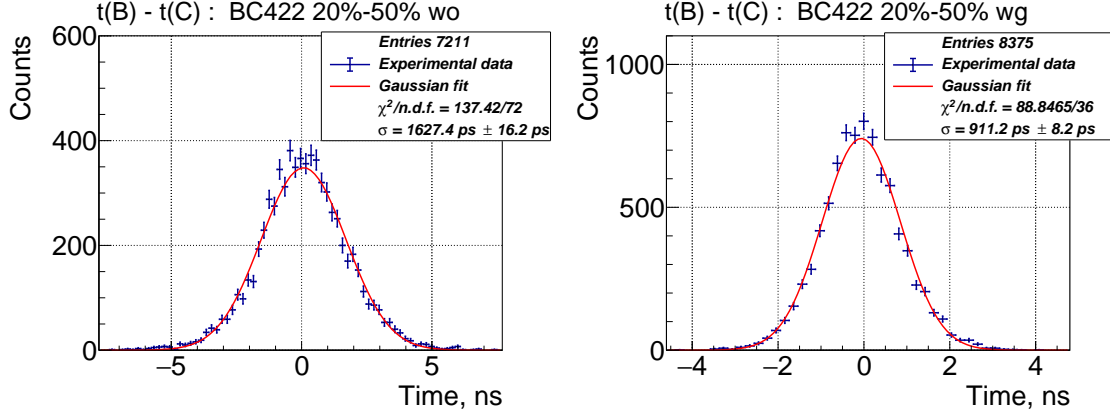 t(B) - t(C) : BC422 20%-50% wo
Counts
600
400
200
0
Entries 7211
Experimental data
Gaussian fit
χ²/n.d.f. = 137.42/72
σ = 1627.4 ps ± 16.2 ps
−5
0
5
Time, ns
t(B) - t(C) : BC422 20%-50% wg
Counts
1000
500
0
Entries 8375
Experimental data
Gaussian fit
χ²/n.d.f. = 88.8465/36
σ = 911.2 ps ± 8.2 ps
−4
−2
0
2
4
Time, ns